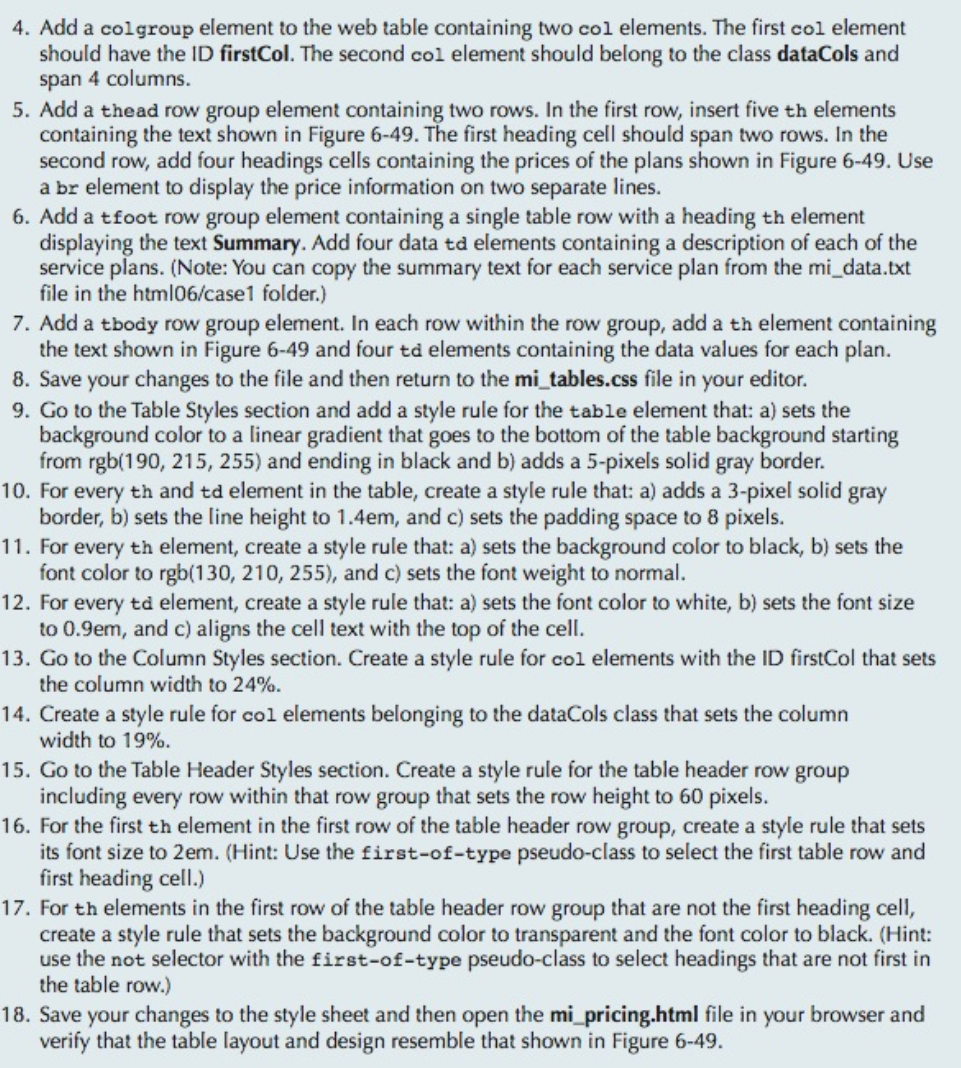 4. Add a colgroup element to the web table containing two col elements. The first col element
should have the ID firstCol. The second col element should belong to the class dataCols and
span 4 columns.
5. Add a thead row group element containing two rows. In the first row, insert five th elements
containing the text shown in Figure 6-49. The first heading cell should span two rows. In the
second row, add four headings cells containing the prices of the plans shown in Figure 6-49. Use
a br element to display the price information on two separate lines.
6. Add a tfoot row group element containing a single table row with a heading th element
displaying the text Summary. Add four data td elements containing a description of each of the
service plans. (Note: You can copy the summary text for each service plan from the mi_data.txt
file in the html06/case1 folder.)
7. Add a tbody row group element. In each row within the row group, add a th element containing
the text shown in Figure 6-49 and four td elements containing the data values for each plan.
8. Save your changes to the file and then return to the mi_tables.css file in your editor.
9. Go to the Table Styles section and add a style rule for the table element that: a) sets the
background color to a linear gradient that goes to the bottom of the table background starting
from rgb(190, 215, 255) and ending in black and b) adds a 5-pixels solid gray border.
10. For every th and td element in the table, create a style rule that: a) adds a 3-pixel solid gray
border, b) sets the line height to 1.4em, and c) sets the padding space to 8 pixels.
11. For every th element, create a style rule that: a) sets the background color to black, b) sets the
font color to rgb(130, 210, 255), and c) sets the font weight to normal.
12. For every td element, create a style rule that: a) sets the font color to white, b) sets the font size
to 0.9em, and c) aligns the cell text with the top of the cell.
13. Go to the Column Styles section. Create a style rule for col elements with the ID firstCol that sets
the column width to 24%.
14. Create a style rule for col elements belonging to the dataCols class that sets the column
width to 19%.
15. Go to the Table Header Styles section. Create a style rule for the table header row group
including every row within that row group that sets the row height to 60 pixels.
16. For the first th element in the first row of the table header row group, create a style rule that sets
its font size to 2em. (Hint: Use the first-of-type pseudo-class to select the first table row and
first heading cell.)
17. For th elements in the first row of the table header row group that are not the first heading cell,
create a style rule that sets the background color to transparent and the font color to black. (Hint:
use the not selector with the first-of-type pseudo-class to select headings that are not first in
the table row.)
18. Save your changes to the style sheet and then open the mi_pricing.html file in your browser and
verify that the table layout and design resemble that shown in Figure 6-49.